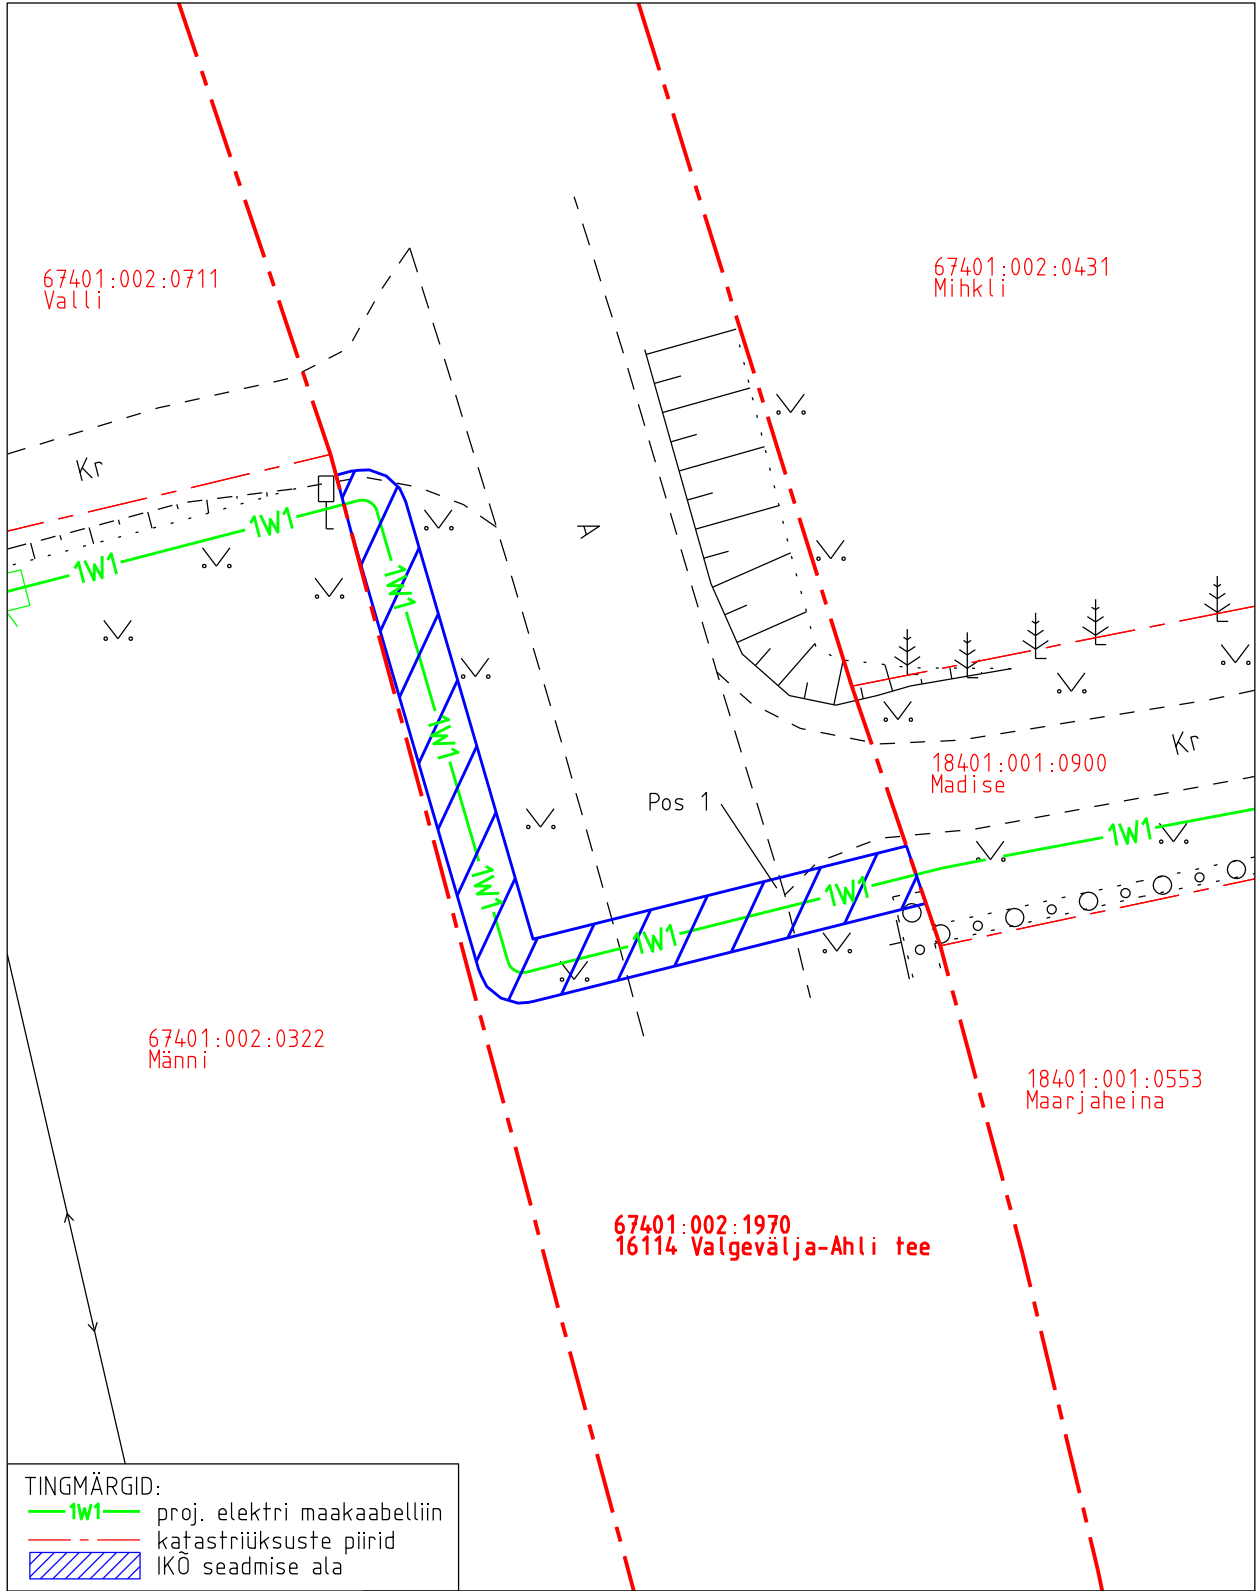 67401:002:0711
Valli
67401:002:0431
Mihkli
Kr
1W1
1W1
A
1W1
1W1
Kr
18401:001:0900
Madise
Pos 1
1W1
1W1
1W1
1W1
67401:002:0322
Männi
18401:001:0553
Maarjaheina
67401:002:1970
16114 Valgevälja-Ahli tee
TINGMÄRGID:
1W1 proj. elektri maakaabelliin
katastriüksuste piirid
IKÕ seadmise ala